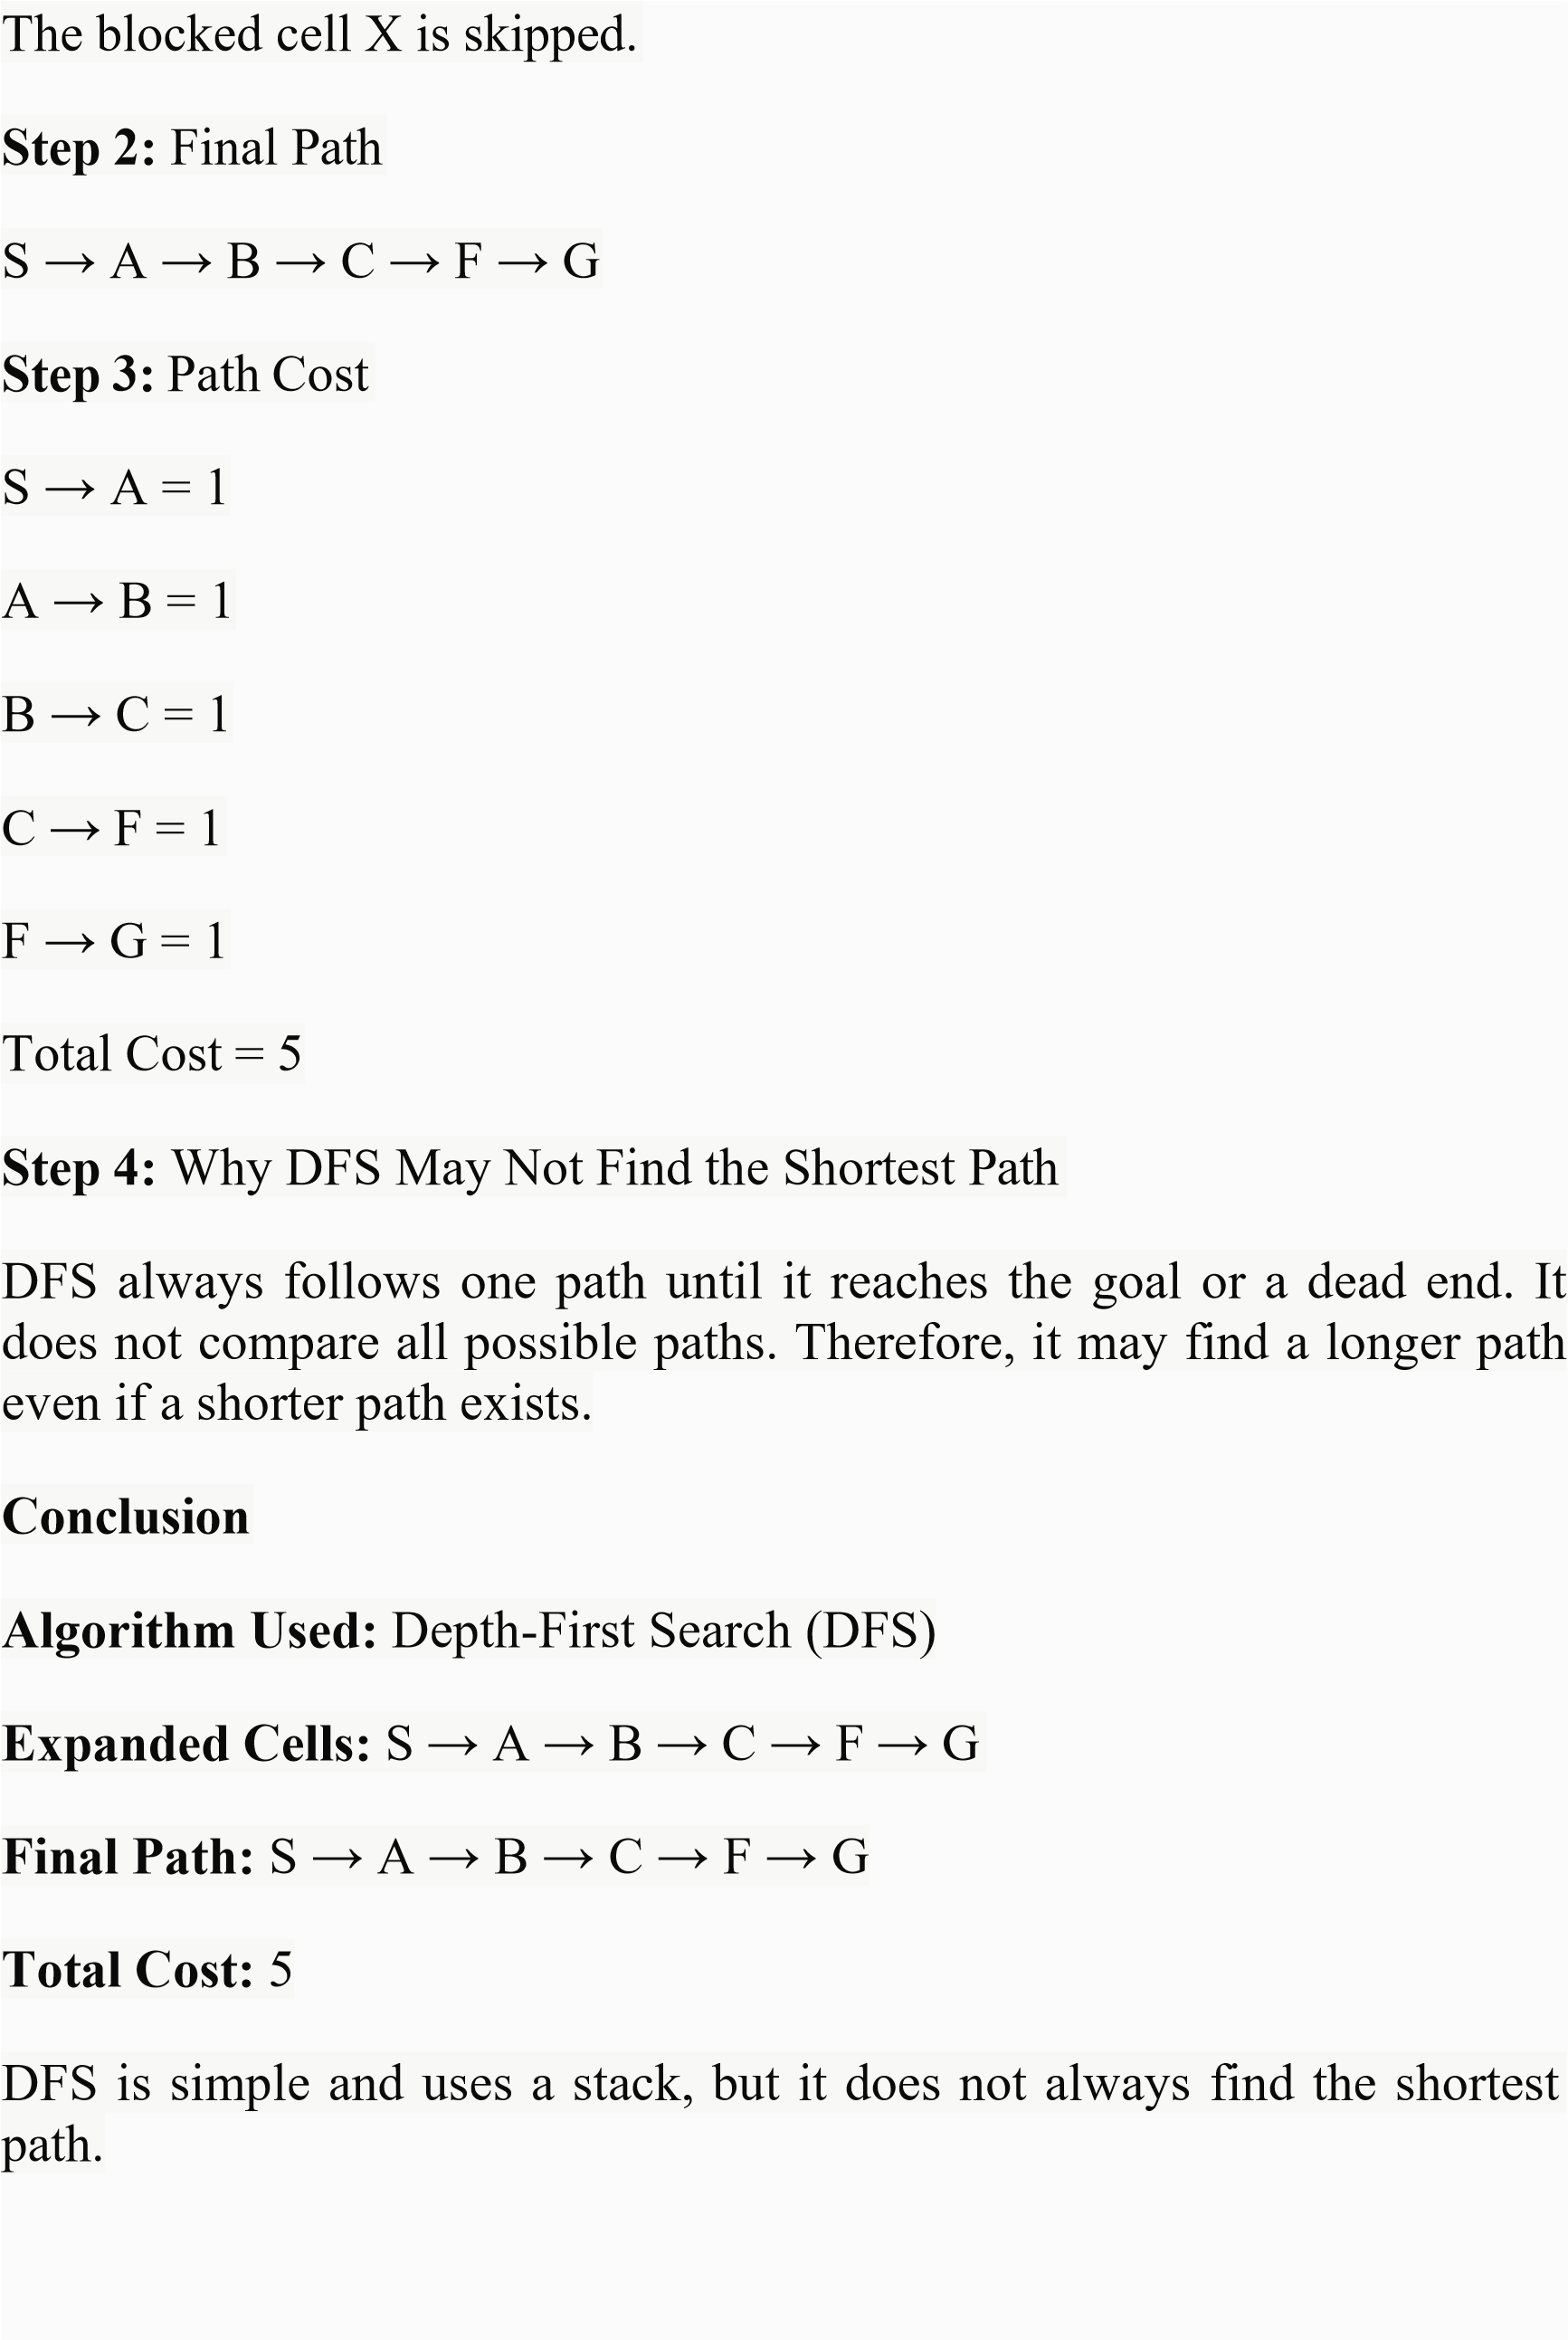 The blocked cell X is skipped.
Step 2: Final Path
S → A → B → C → F → G
Step 3: Path Cost
S → A = 1
A → B = 1
B → C = 1
C → F = 1
F → G = 1
Total Cost = 5
Step 4: Why DFS May Not Find the Shortest Path
DFS always follows one path until it reaches the goal or a dead end. It
does not compare all possible paths. Therefore, it may find a longer path
even if a shorter path exists.
Conclusion
Algorithm Used: Depth-First Search (DFS)
Expanded Cells: S → A → B → C → F → G
Final Path: S → A → B → C → F → G
Total Cost: 5
DFS is simple and uses a stack, but it does not always find the shortest
path.